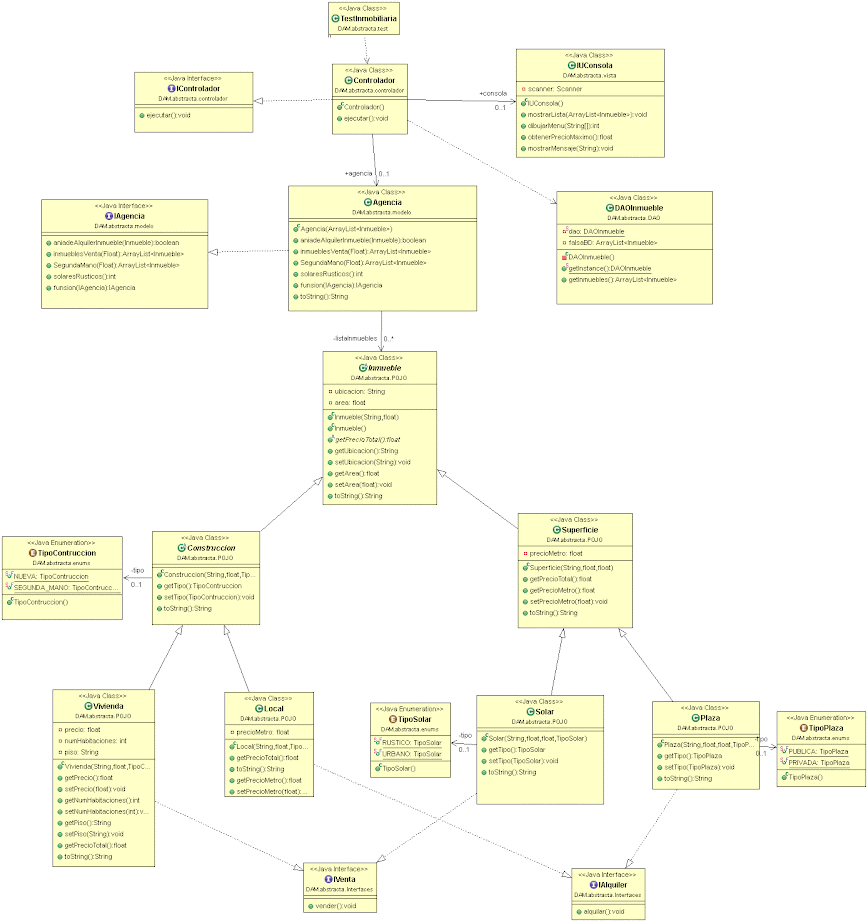 <<Java Class>>
TestInmobiliaria
DAM.abstracta.test
<<Java Interface>>
IControlador
DAM.abstracta.controlador
ejecutar():void
<<Java Class>>
Controlador
DAM.abstracta.controlador
Controlador()
ejecutar():void
+consola
0..1
<<Java Class>>
IUConsola
DAM.abstracta.vista
scanner: Scanner
IUConsola()
mostrarLista(ArrayList<Inmueble>):void
dibujarMenu(String[]):int
obtenerPrecioMaximo():float
mostrarMensaje(String):void
+agencia
0..1
<<Java Interface>>
IAgencia
DAM.abstracta.modelo
aniadeAlquilerInmueble(Inmueble):boolean
inmueblesVenta(Float):ArrayList<Inmueble>
SegundaMano(Float):ArrayList<Inmueble>
solaresRusticos():int
funsion(IAgencia):IAgencia
<<Java Class>>
Agencia
DAM.abstracta.modelo
Agencia(ArrayList<Inmueble>)
aniadeAlquilerInmueble(Inmueble):boolean
inmueblesVenta(Float):ArrayList<Inmueble>
SegundaMano(Float):ArrayList<Inmueble>
solaresRusticos():int
funsion(IAgencia):IAgencia
toString():String
<<Java Class>>
DAOInmueble
DAM.abstracta.DAO
dao: DAOInmueble
falsaBD: ArrayList<Inmueble>
DAOInmueble()
getInstance():DAOInmueble
getInmuebles():ArrayList<Inmueble>
-listaInmuebles
0..*
<<Java Class>>
Inmueble
DAM.abstracta.POJO
ubicacion: String
area: float
Inmueble(String,float)
Inmueble()
getPrecioTotal():float
getUbicacion():String
setUbicacion(String):void
getArea():float
setArea(float):void
toString():String
<<Java Enumeration>>
TipoContruccion
DAM.abstracta.enums
NUEVA: TipoContruccion
SEGUNDA_MANO: TipoContrucc...
TipoContruccion()
-tipo
0..1
<<Java Class>>
Construccion
DAM.abstracta.POJO
Construccion(String,float,Tip...
getTipo():TipoContruccion
setTipo(TipoContruccion):void
toString():String
<<Java Class>>
Superficie
DAM.abstracta.POJO
precioMetro: float
Superficie(String,float,float)
getPrecioTotal():float
getPrecioMetro():float
setPrecioMetro(float):void
toString():String
<<Java Class>>
Vivienda
DAM.abstracta.POJO
precio: float
numHabitaciones: int
piso: String
Vivienda(String,float,TipoC...
getPrecio():float
setPrecio(float):void
getNumHabitaciones():int
setNumHabitaciones(int):v...
getPiso():String
setPiso(String):void
getPrecioTotal():float
toString():String
<<Java Class>>
Local
DAM.abstracta.POJO
precioMetro: float
Local(String,float,Tipo...
getPrecioTotal():float
toString():String
getPrecioMetro():float
setPrecioMetro(float):...
<<Java Enumeration>>
TipoSolar
DAM.abstracta.enums
RUSTICO: TipoSolar
URBANO: TipoSolar
TipoSolar()
-tipo
0..1
<<Java Class>>
Solar
DAM.abstracta.POJO
Solar(String,float,float,TipoSolar)
getTipo():TipoSolar
setTipo(TipoSolar):void
toString():String
<<Java Class>>
Plaza
DAM.abstracta.POJO
Plaza(String,float,float,TipoP...
getTipo():TipoPlaza
setTipo(TipoPlaza):void
toString():String
-tipo
0..1
<<Java Enumeration>>
TipoPlaza
DAM.abstracta.enums
PUBLICA: TipoPlaza
PRIVADA: TipoPlaza
TipoPlaza()
<<Java Interface>>
IVenta
DAM.abstracta.Interfaces
vender():void
<<Java Interface>>
IAlquiler
DAM.abstracta.Interfaces
alquilar():void